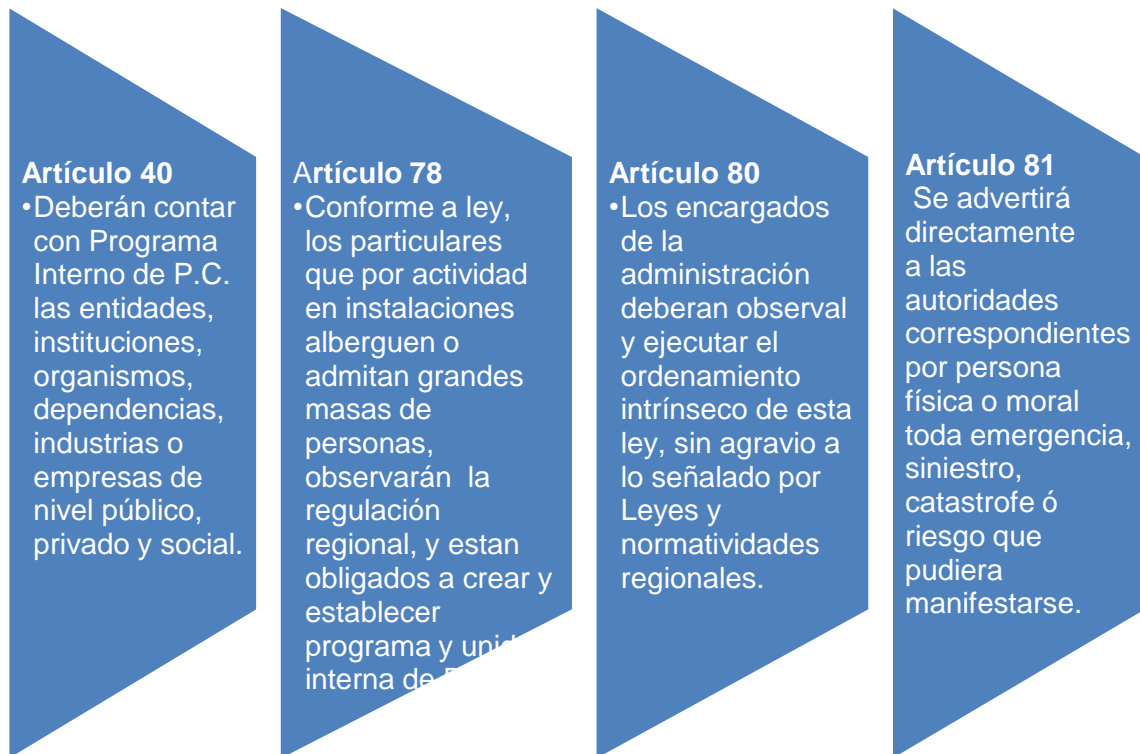 Artículo 40
•Deberán contar
con Programa
Interno de P.C.
las entidades,
instituciones,
organismos,
dependencias,
industrias o
empresas de
nivel público,
privado y social.
Artículo 78
•Conforme a ley,
los particulares
que por actividad
en instalaciones
alberguen o
admitan grandes
masas de
personas,
observarán la
regulación
regional, y estan
obligados a crear y
establecer
programa y
interna de
Artículo 80
•Los encargados
de la
administración
deberan observal
y ejecutar el
ordenamiento
intrínseco de esta
ley, sin agravio a
lo señalado por
Leyes y
normatividades
regionales.
Artículo 81
Se advertirá
directamente
a las
autoridades
correspondientes
por persona
física o moral
toda emergencia,
siniestro,
catastrofe ó
riesgo que
pudiera
manifestarse.